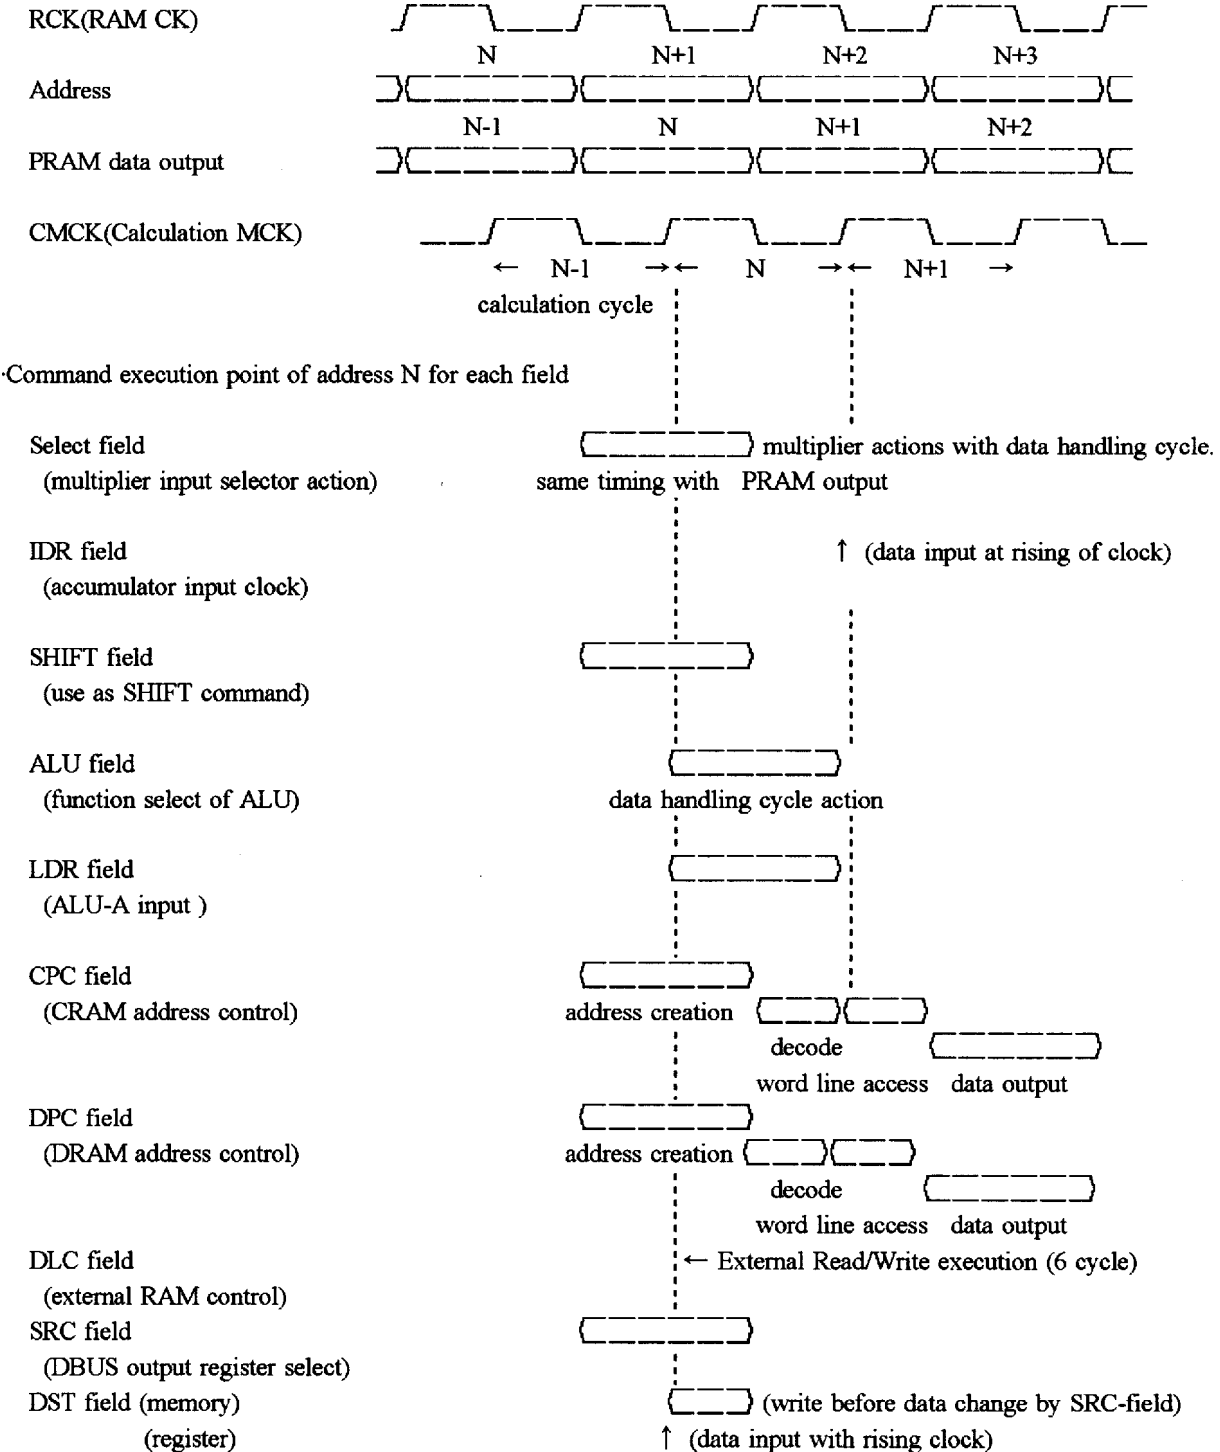 RCK(RAM CK)
N N+1 N+2 N+3
Address
N-1 N N+1 N+2
PRAM data output
CMCK(Calculation MCK)
← N-1 →← N →← N+1 →
calculation cycle
·Command execution point of address N for each field
Select field multiplier actions with data handling cycle.
(multiplier input selector action) same timing with PRAM output
IDR field ↑ (data input at rising of clock)
(accumulator input clock)
SHIFT field
(use as SHIFT command)
ALU field
(function select of ALU) data handling cycle action
LDR field
(ALU-A input )
CPC field
(CRAM address control) address creation
decode
word line access data output
DPC field
(DRAM address control) address creation
decode
word line access data output
DLC field ← External Read/Write execution (6 cycle)
(external RAM control)
SRC field
(DBUS output register select)
DST field (memory) (write before data change by SRC-field)
(register) ↑ (data input with rising clock)